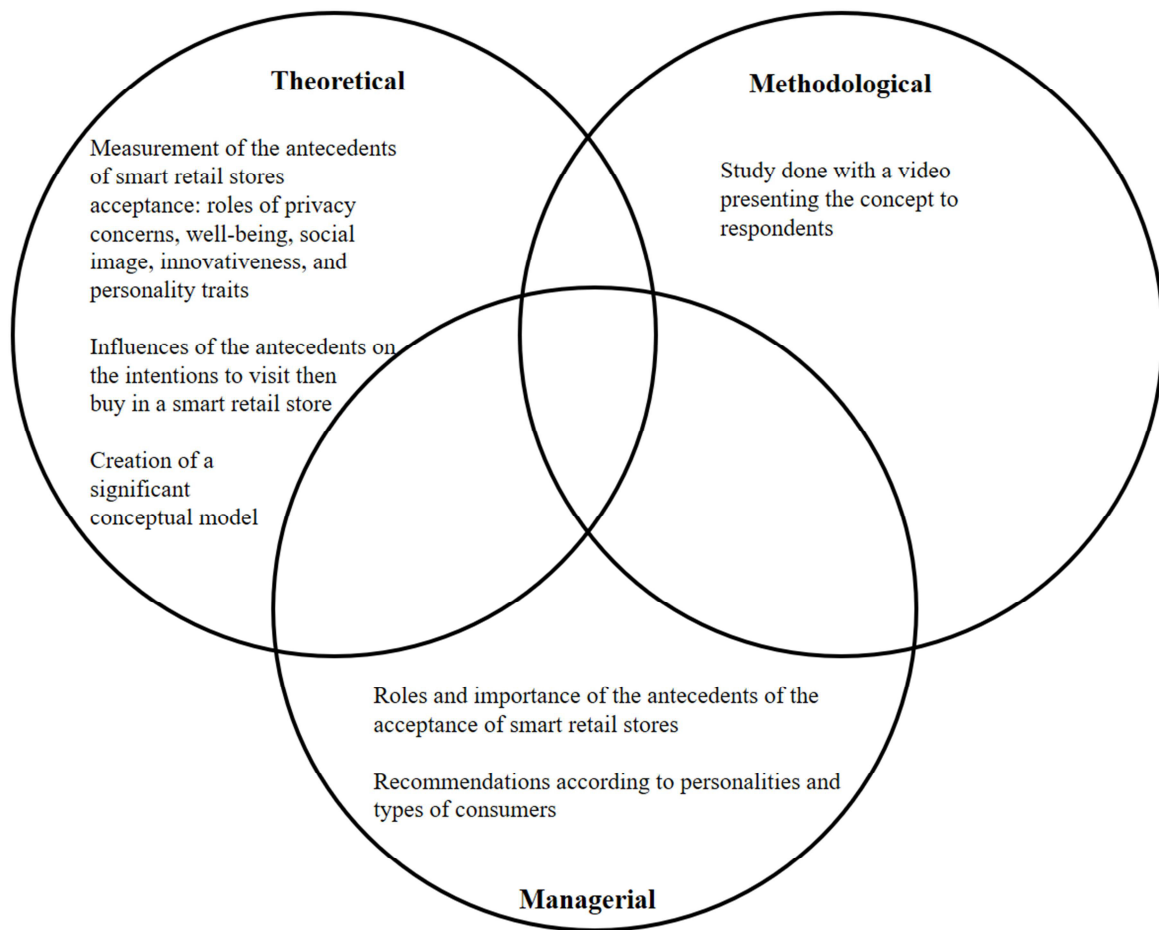 Theoretical
Measurement of the antecedents
of smart retail stores
acceptance: roles of privacy
concerns, well-being, social
image, innovativeness, and
personality traits
Influences of the antecedents on
the intentions to visit then
buy in a smart retail store
Creation of a
significant
conceptual model
Methodological
Study done with a video
presenting the concept to
respondents
Roles and importance of the antecedents of the
acceptance of smart retail stores
Recommendations according to personalities and
types of consumers
Managerial